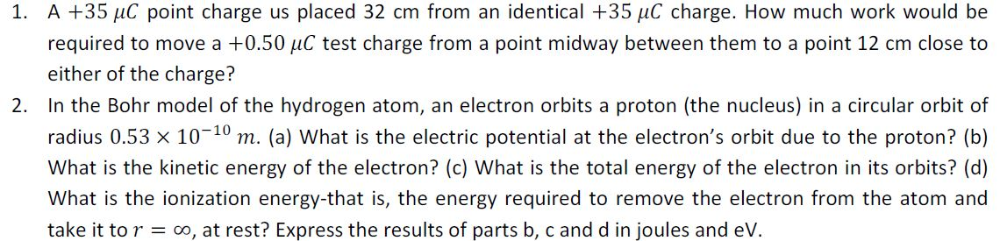 1. A +35 μC point charge us placed 32 cm from an identical +35 μC charge. How much work would be
required to move a +0.50 μC test charge from a point midway between them to a point 12 cm close to
either of the charge?
2. In the Bohr model of the hydrogen atom, an electron orbits a proton (the nucleus) in a circular orbit of
radius 0.53 × 10⁻¹⁰ m. (a) What is the electric potential at the electron’s orbit due to the proton? (b)
What is the kinetic energy of the electron? (c) What is the total energy of the electron in its orbits? (d)
What is the ionization energy-that is, the energy required to remove the electron from the atom and
take it to r = ∞, at rest? Express the results of parts b, c and d in joules and eV.